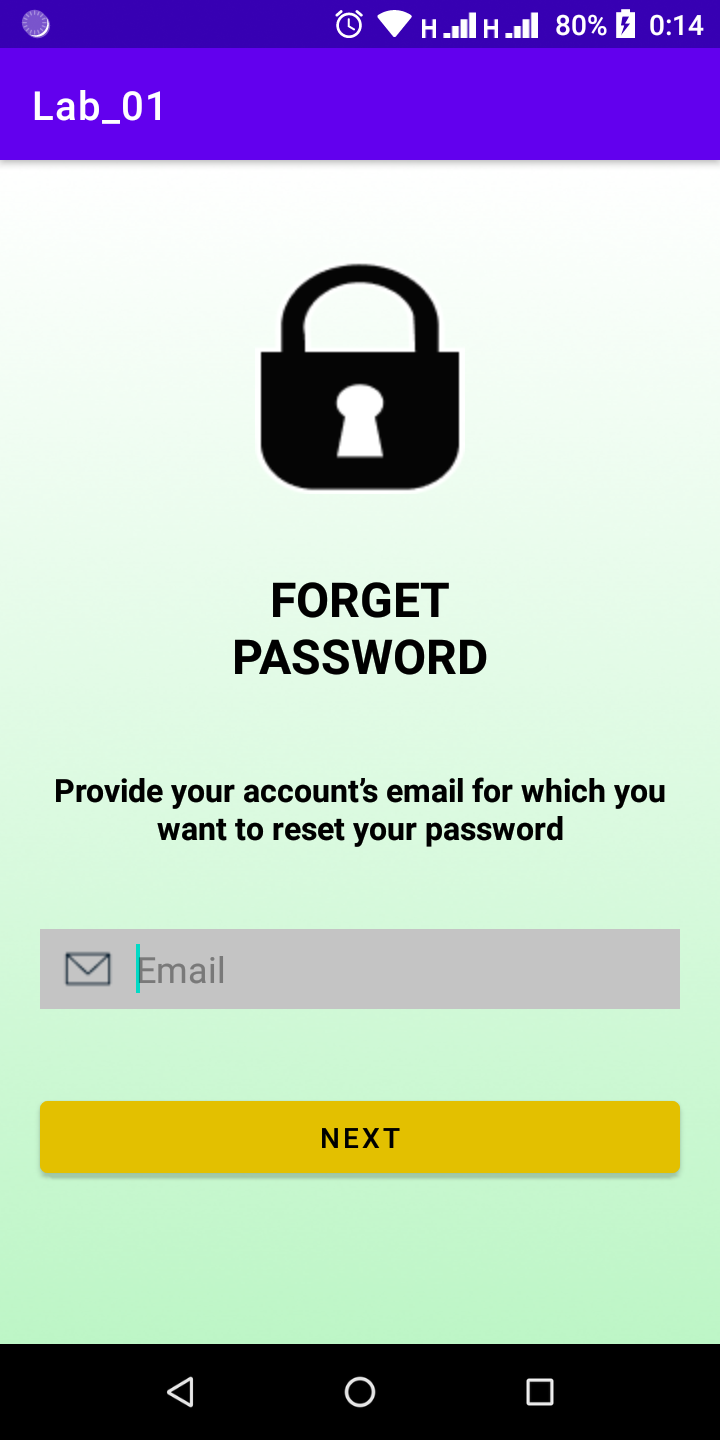 H H 80% 0:14
Lab_01
FORGET
PASSWORD
Provide your account’s email for which you
want to reset your password
Email
NEXT